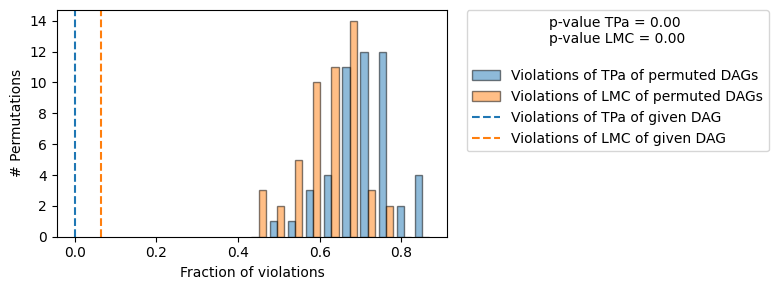 14
12
10
8
6
4
2
0
# Permutations
0.0 0.2 0.4 0.6 0.8
Fraction of violations
p-value TPa = 0.00
p-value LMC = 0.00
Violations of TPa of permuted DAGs
Violations of LMC of permuted DAGs
Violations of TPa of given DAG
Violations of LMC of given DAG